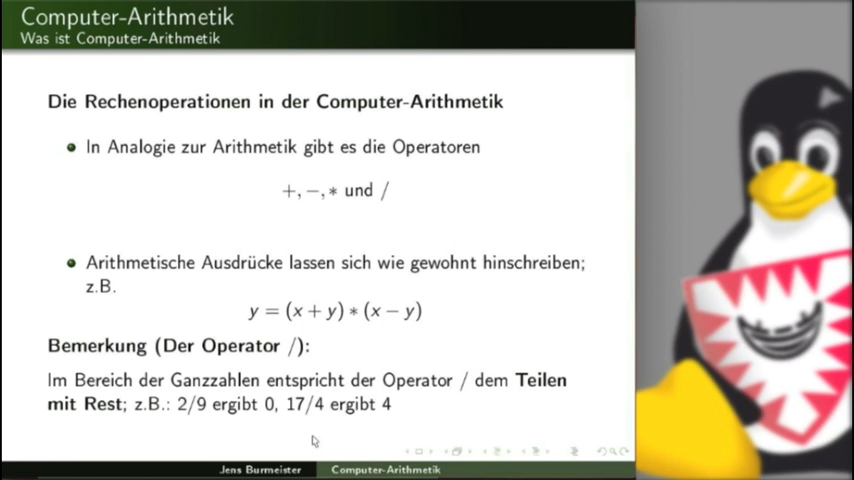 Computer-Arithmetik
Was ist Computer-Arithmetik
Die Rechenoperationen in der Computer-Arithmetik
In Analogie zur Arithmetik gibt es die Operatoren
+, −, * und /
Arithmetische Ausdrücke lassen sich wie gewohnt hinschreiben;
z.B.
y = (x + y) * (x − y)
Bemerkung (Der Operator /):
Im Bereich der Ganzzahlen entspricht der Operator / dem Teilen
mit Rest; z.B.: 2/9 ergibt 0, 17/4 ergibt 4
Jens Burmeister Computer-Arithmetik